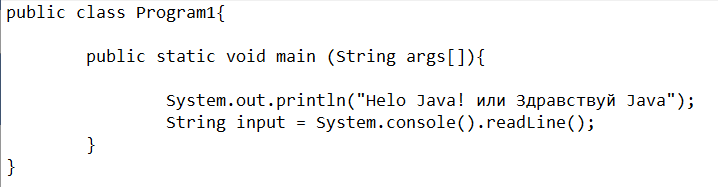 public class Program1{
public static void main (String args[]){
System.out.println("Helo Java! или Здравствуй Java");
String input = System.console().readLine();
}
}